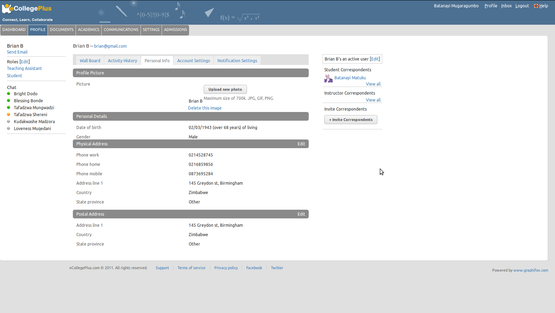 eCollegePlus
Connect, Learn, Collaborate
Batanayi Mugaragumbo Profile Inbox Logout Help
DASHBOARD PROFILE DOCUMENTS ACADEMICS COMMUNICATIONS SETTINGS ADMISSIONS
Brian B
Send Email
Roles [Edit]
Teaching Assistant
Student
Chat
Bright Dodo
Blessing Bonde
Tafadzwa Mungwambi
Tafadzwa Shereni
Kudakwashe Madzora
Loveness Mugedani
Brian B - brian@gmail.com
Wall Board Activity History Personal Info Account Settings Notification Settings
Profile Picture
Picture
Upload new photo
Maximum size of 700k. JPG, GIF, PNG.
Brian B
Delete this image
Personal Details
Date of birth 02/03/1943 (over 68 years) of living
Gender Male
Physical Address Edit
Phone work 0214528745
Phone home 0216859856
Phone mobile 0873695284
Address line 1 145 Greydon st, Birmingham
Country Zimbabwe
State province Other
Postal Address Edit
Address line 1 145 Greydon st, Birmingham
Country Zimbabwe
State province Other
Brian B's an active user [Edit]
Student Correspondents
Batanayi Matuku
View all
Instructor Correspondents
View all
Invite Correspondents
+ Invite Correspondents
eCollegePlus.com © 2011. All rights reserved. Support Terms of service Privacy policy Facebook Twitter
Powered by www.graphfax.com